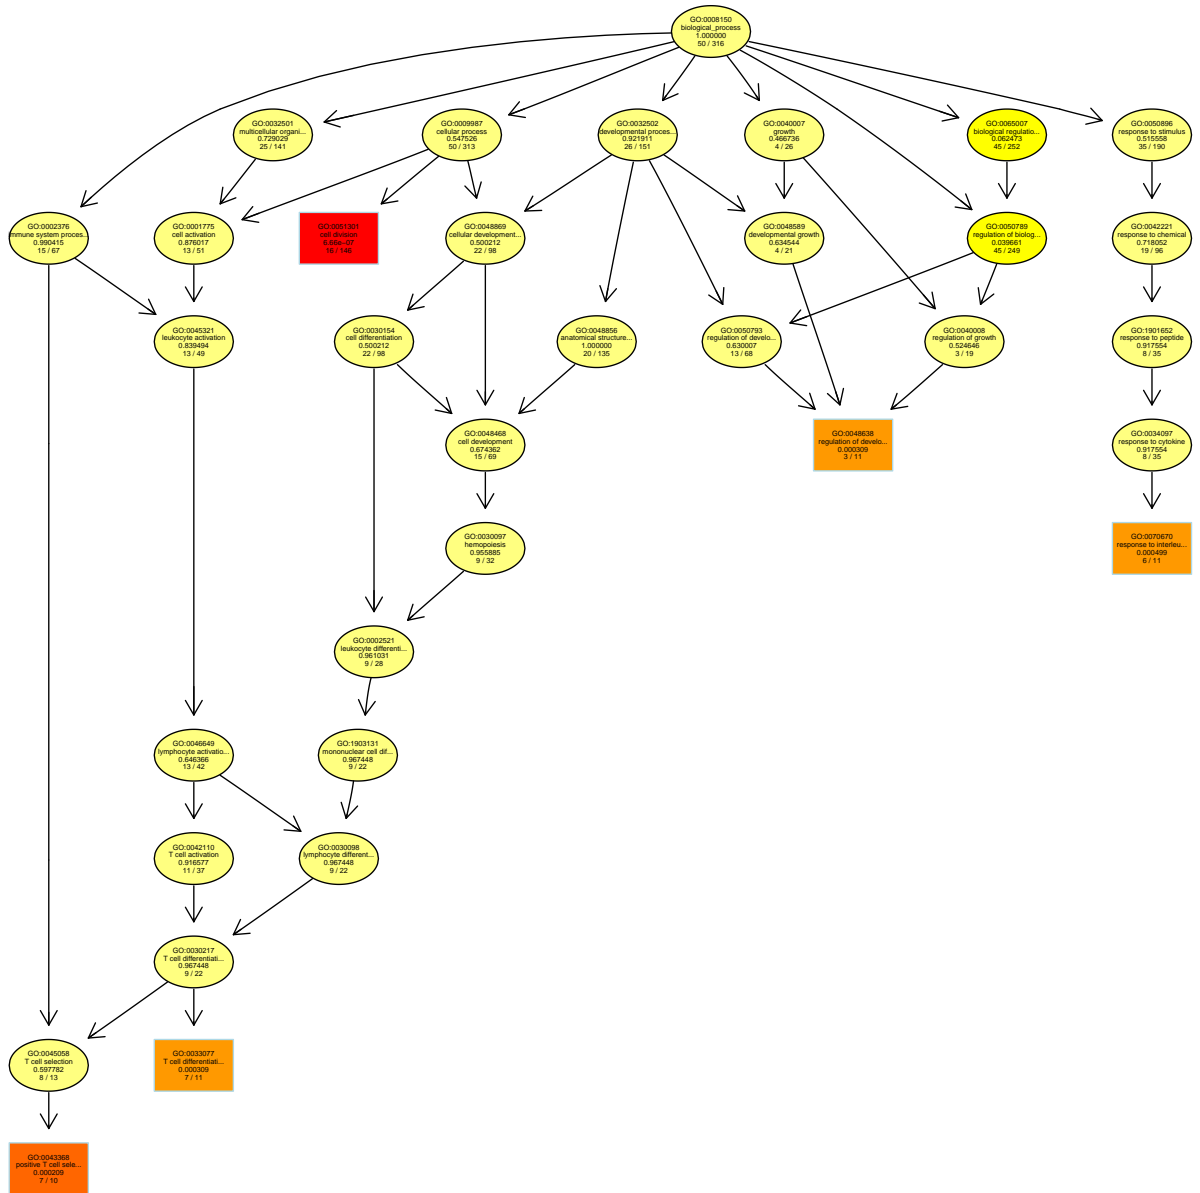 GO:0008150
biological_process
1.000000
50 / 316
GO:0032501
multicellular organi...
0.729029
25 / 141
GO:0009987
cellular process
0.547526
50 / 313
GO:0032502
developmental proces...
0.921911
26 / 151
GO:0040007
growth
0.466736
4 / 26
GO:0065007
biological regulatio...
0.062473
45 / 252
GO:0050896
response to stimulus
0.515558
35 / 190
GO:0002376
immune system proces...
0.990415
15 / 67
GO:0001775
cell activation
0.876017
13 / 51
GO:0051301
cell division
6.66e-07
16 / 146
GO:0048869
cellular development...
0.500212
22 / 98
GO:0048589
developmental growth
0.634544
4 / 21
GO:0050789
regulation of biolog...
0.039661
45 / 249
GO:0042221
response to chemical
0.718052
19 / 96
GO:0045321
leukocyte activation
0.839494
13 / 49
GO:0030154
cell differentiation
0.500212
22 / 98
GO:0048856
anatomical structure...
1.000000
20 / 135
GO:0050793
regulation of develo...
0.630007
13 / 68
GO:0040008
regulation of growth
0.524646
3 / 19
GO:1901652
response to peptide
0.917554
8 / 35
GO:0048468
cell development
0.674362
15 / 69
GO:0048638
regulation of develo...
0.000309
3 / 11
GO:0034097
response to cytokine
0.917554
8 / 35
GO:0030097
hemopoiesis
0.955885
9 / 32
GO:0070670
response to interleu...
0.000499
6 / 11
GO:0002521
leukocyte differenti...
0.961031
9 / 28
GO:0046649
lymphocyte activatio...
0.646366
13 / 42
GO:1903131
mononuclear cell dif...
0.967448
9 / 22
GO:0042110
T cell activation
0.916577
11 / 37
GO:0030098
lymphocyte different...
0.967448
9 / 22
GO:0030217
T cell differentiati...
0.967448
9 / 22
GO:0045058
T cell selection
0.597782
8 / 13
GO:0033077
T cell differentiati...
0.000309
7 / 11
GO:0043368
positive T cell sele...
0.000209
7 / 10